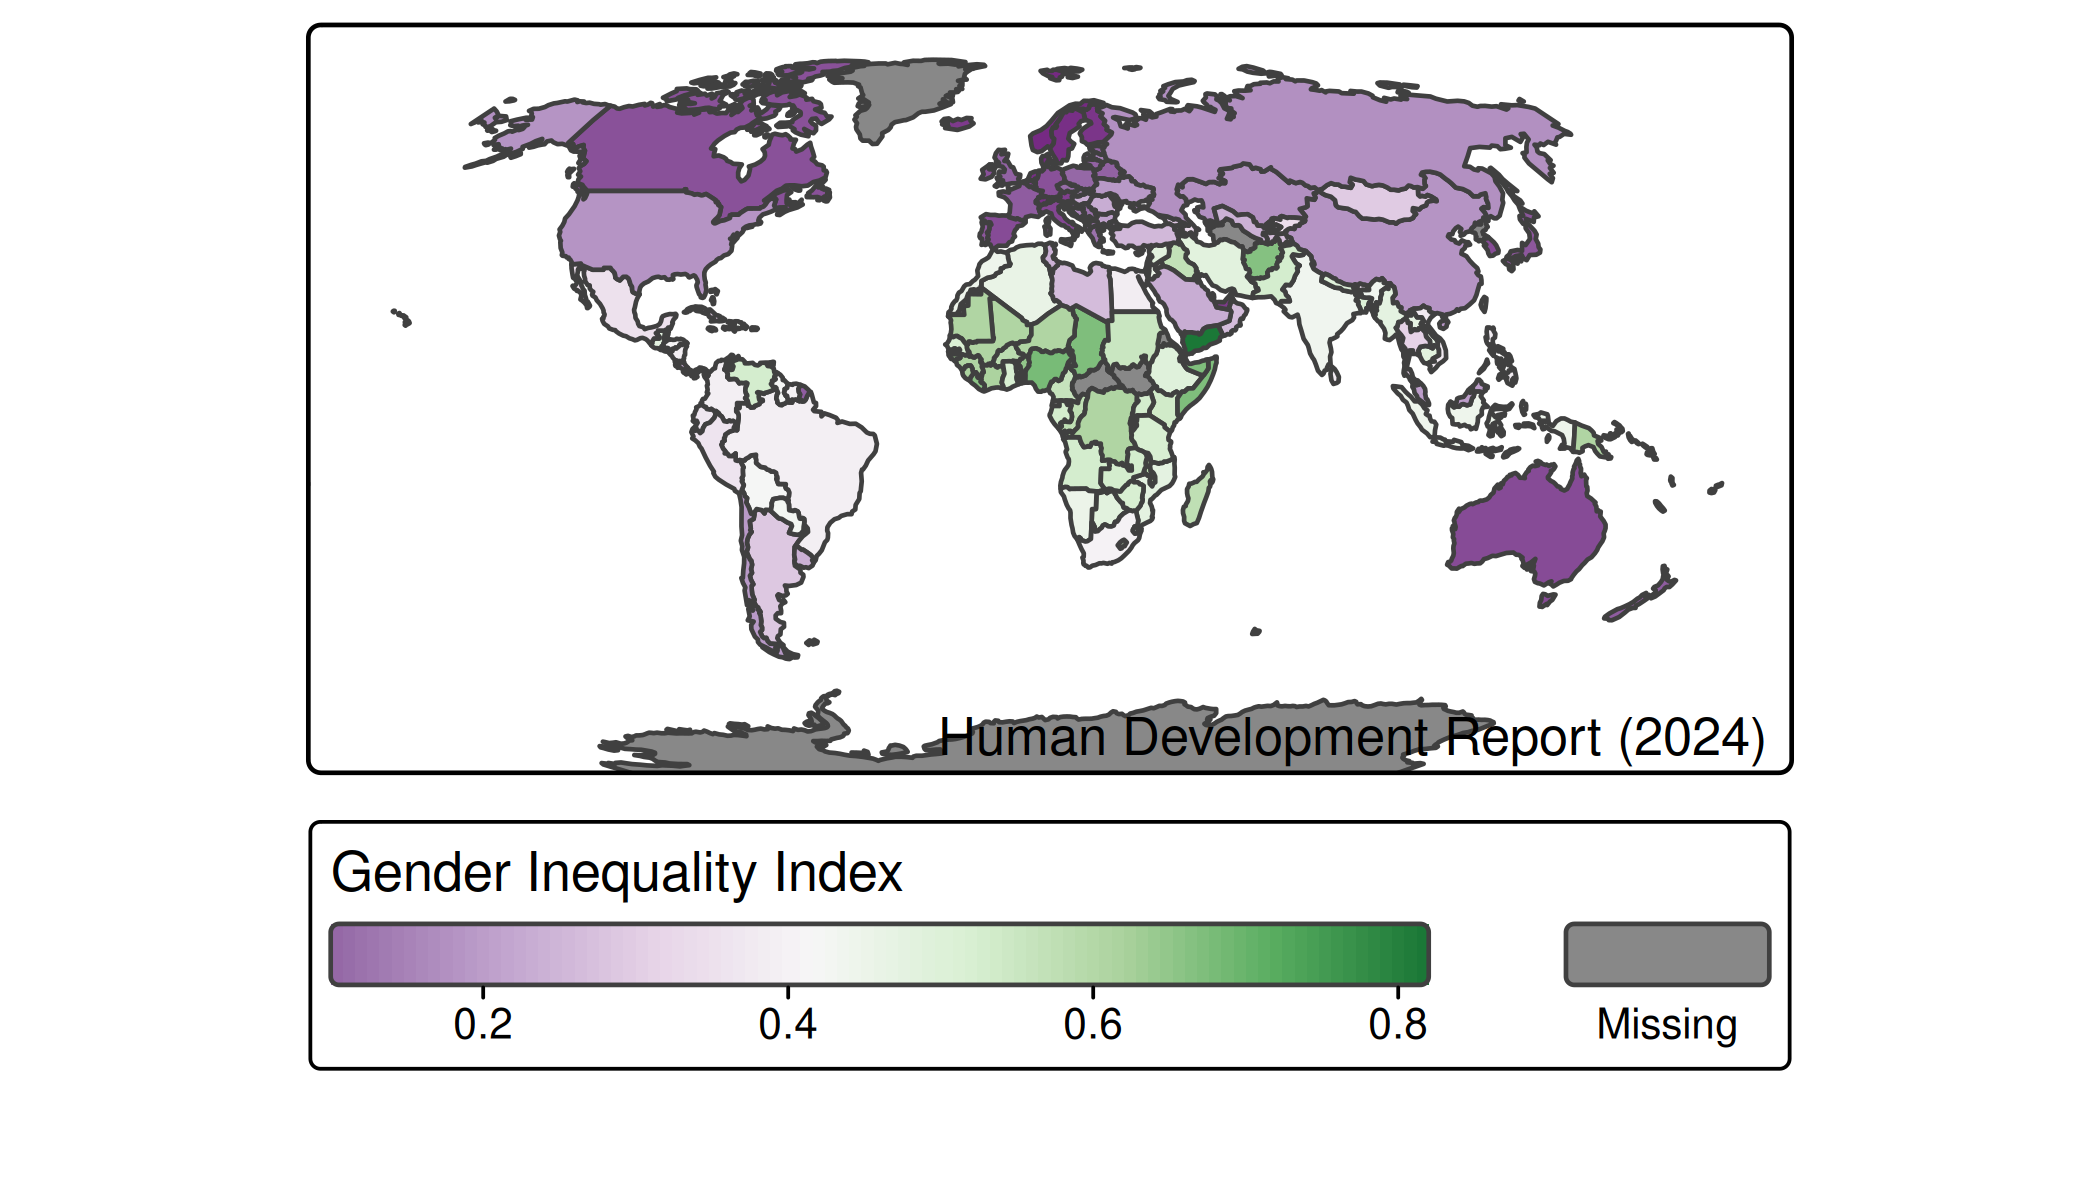 Human Development Report (2024)
Gender Inequality Index
0.2 0.4 0.6 0.8 Missing